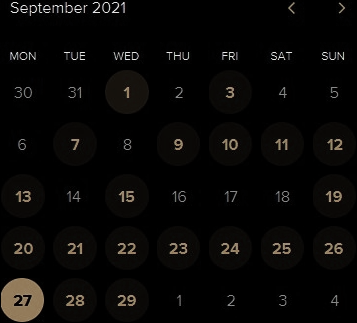 September 2021
MON TUE WED THU FRI SAT SUN
30 31 1 2 3 4 5
6 7 8 9 10 11 12
13 14 15 16 17 18 19
20 21 22 23 24 25 26
27 28 29 1 2 3 4